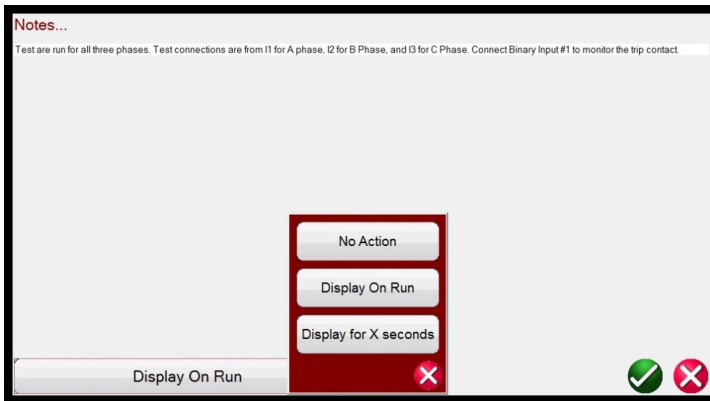 Notes...
Test are run for all three phases. Test connections are from I1 for A phase, I2 for B Phase, and I3 for C Phase. Connect Binary Input #1 to monitor the trip contact.
No Action
Display On Run
Display for X seconds
Display On Run